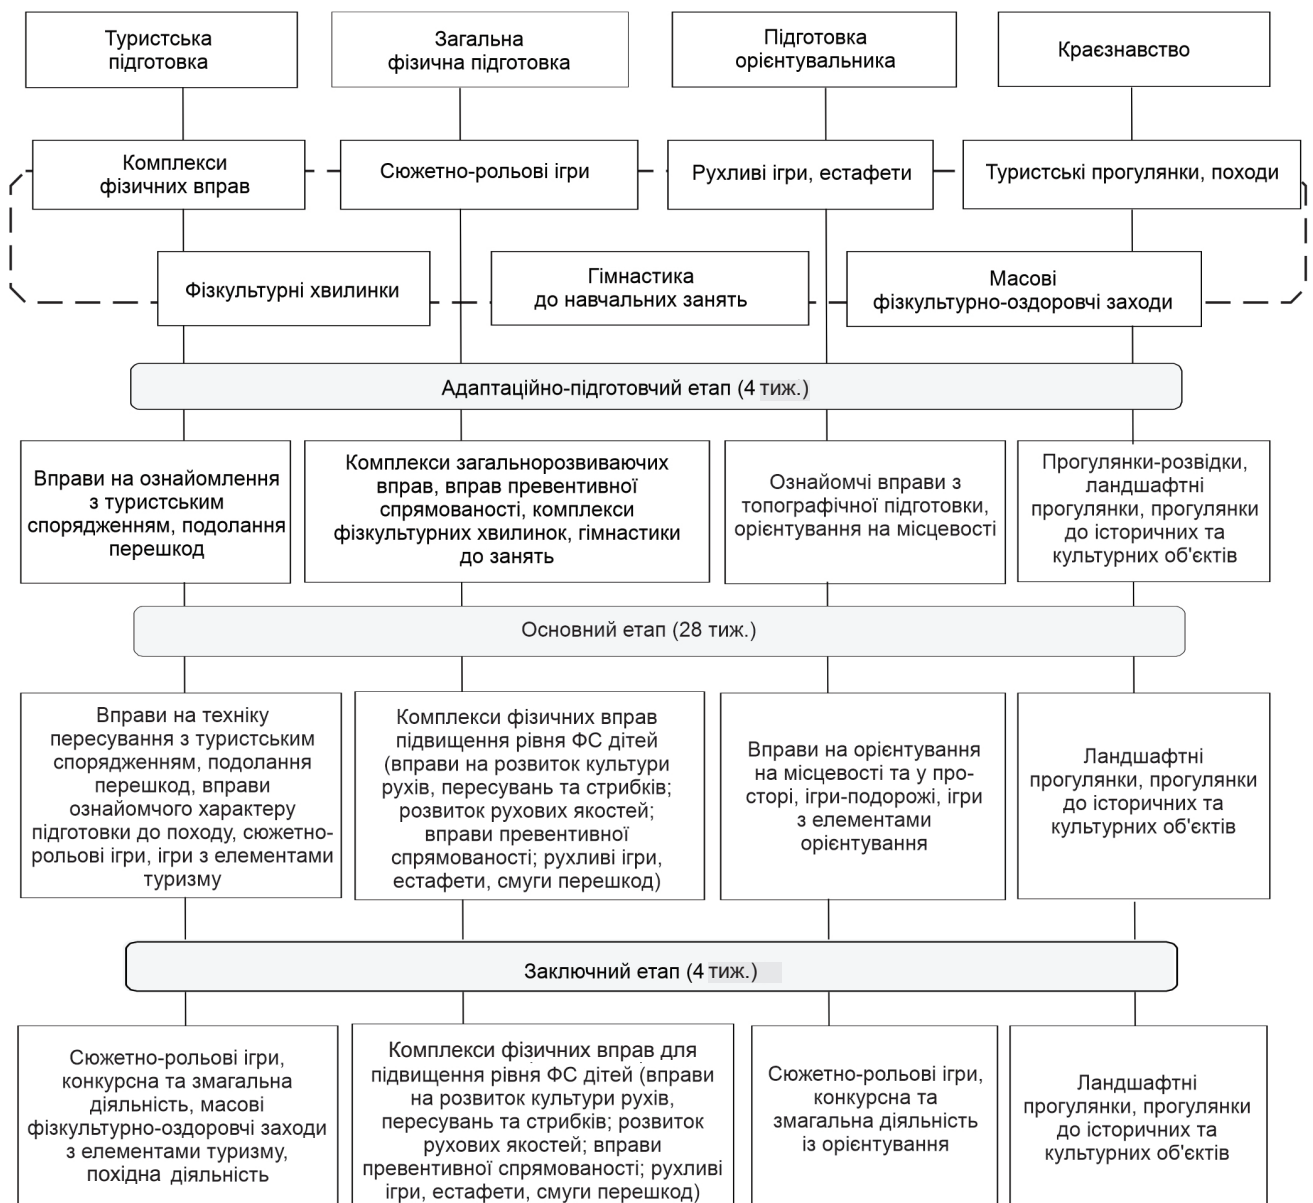 Туристська
підготовка
Загальна
фізична підготовка
Підготовка
орієнтувальника
Краєзнавство
Комплекси
фізичних вправ
Сюжетно-рольові ігри
Рухливі ігри, естафети
Туристські прогулянки, походи
Фізкультурні хвилинки
Гімнастика
до навчальних занять
Масові
фізкультурно-оздоровчі заходи
Адаптаційно-підготовчий етап (4 тиж.)
Вправи на ознайомлення
з туристським
спорядженням, подолання
перешкод
Комплекси загальнорозвиваючих
вправ, вправ превентивної
спрямованості, комплекси
фізкультурних хвилинок, гімнастики
до занять
Ознайомчі вправи з
топографічної підготовки,
орієнтування на місцевості
Прогулянки-розвідки,
ландшафтні
прогулянки, прогулянки
до історичних та
культурних об'єктів
Основний етап (28 тиж.)
Вправи на техніку
пересування з туристським
спорядженням, подолання
перешкод, вправи
ознайомчого характеру
підготовки до походу, сюжетно-
рольові ігри, ігри з елементами
туризму
Комплекси фізичних вправ
підвищення рівня ФС дітей
(вправи на розвиток культури
рухів, пересувань та стрибків;
розвиток рухових якостей;
вправи превентивної
спрямованості; рухливі ігри,
естафети, смуги перешкод)
Вправи на орієнтування
на місцевості та у про-
сторі, ігри-подорожі, ігри
з елементами
орієнтування
Ландшафтні
прогулянки, прогулянки
до історичних та
культурних об'єктів
Заключний етап (4 тиж.)
Сюжетно-рольові ігри,
конкурсна та змагальна
діяльність, масові
фізкультурно-оздоровчі заходи
з елементами туризму,
похідна діяльність
Комплекси фізичних вправ для
підвищення рівня ФС дітей (вправи
на розвиток культури рухів,
пересувань та стрибків; розвиток
рухових якостей; вправи
превентивної спрямованості; рухливі
ігри, естафети, смуги перешкод)
Сюжетно-рольові ігри,
конкурсна та
змагальна діяльність
із орієнтування
Ландшафтні
прогулянки, прогулянки
до історичних та
культурних об'єктів